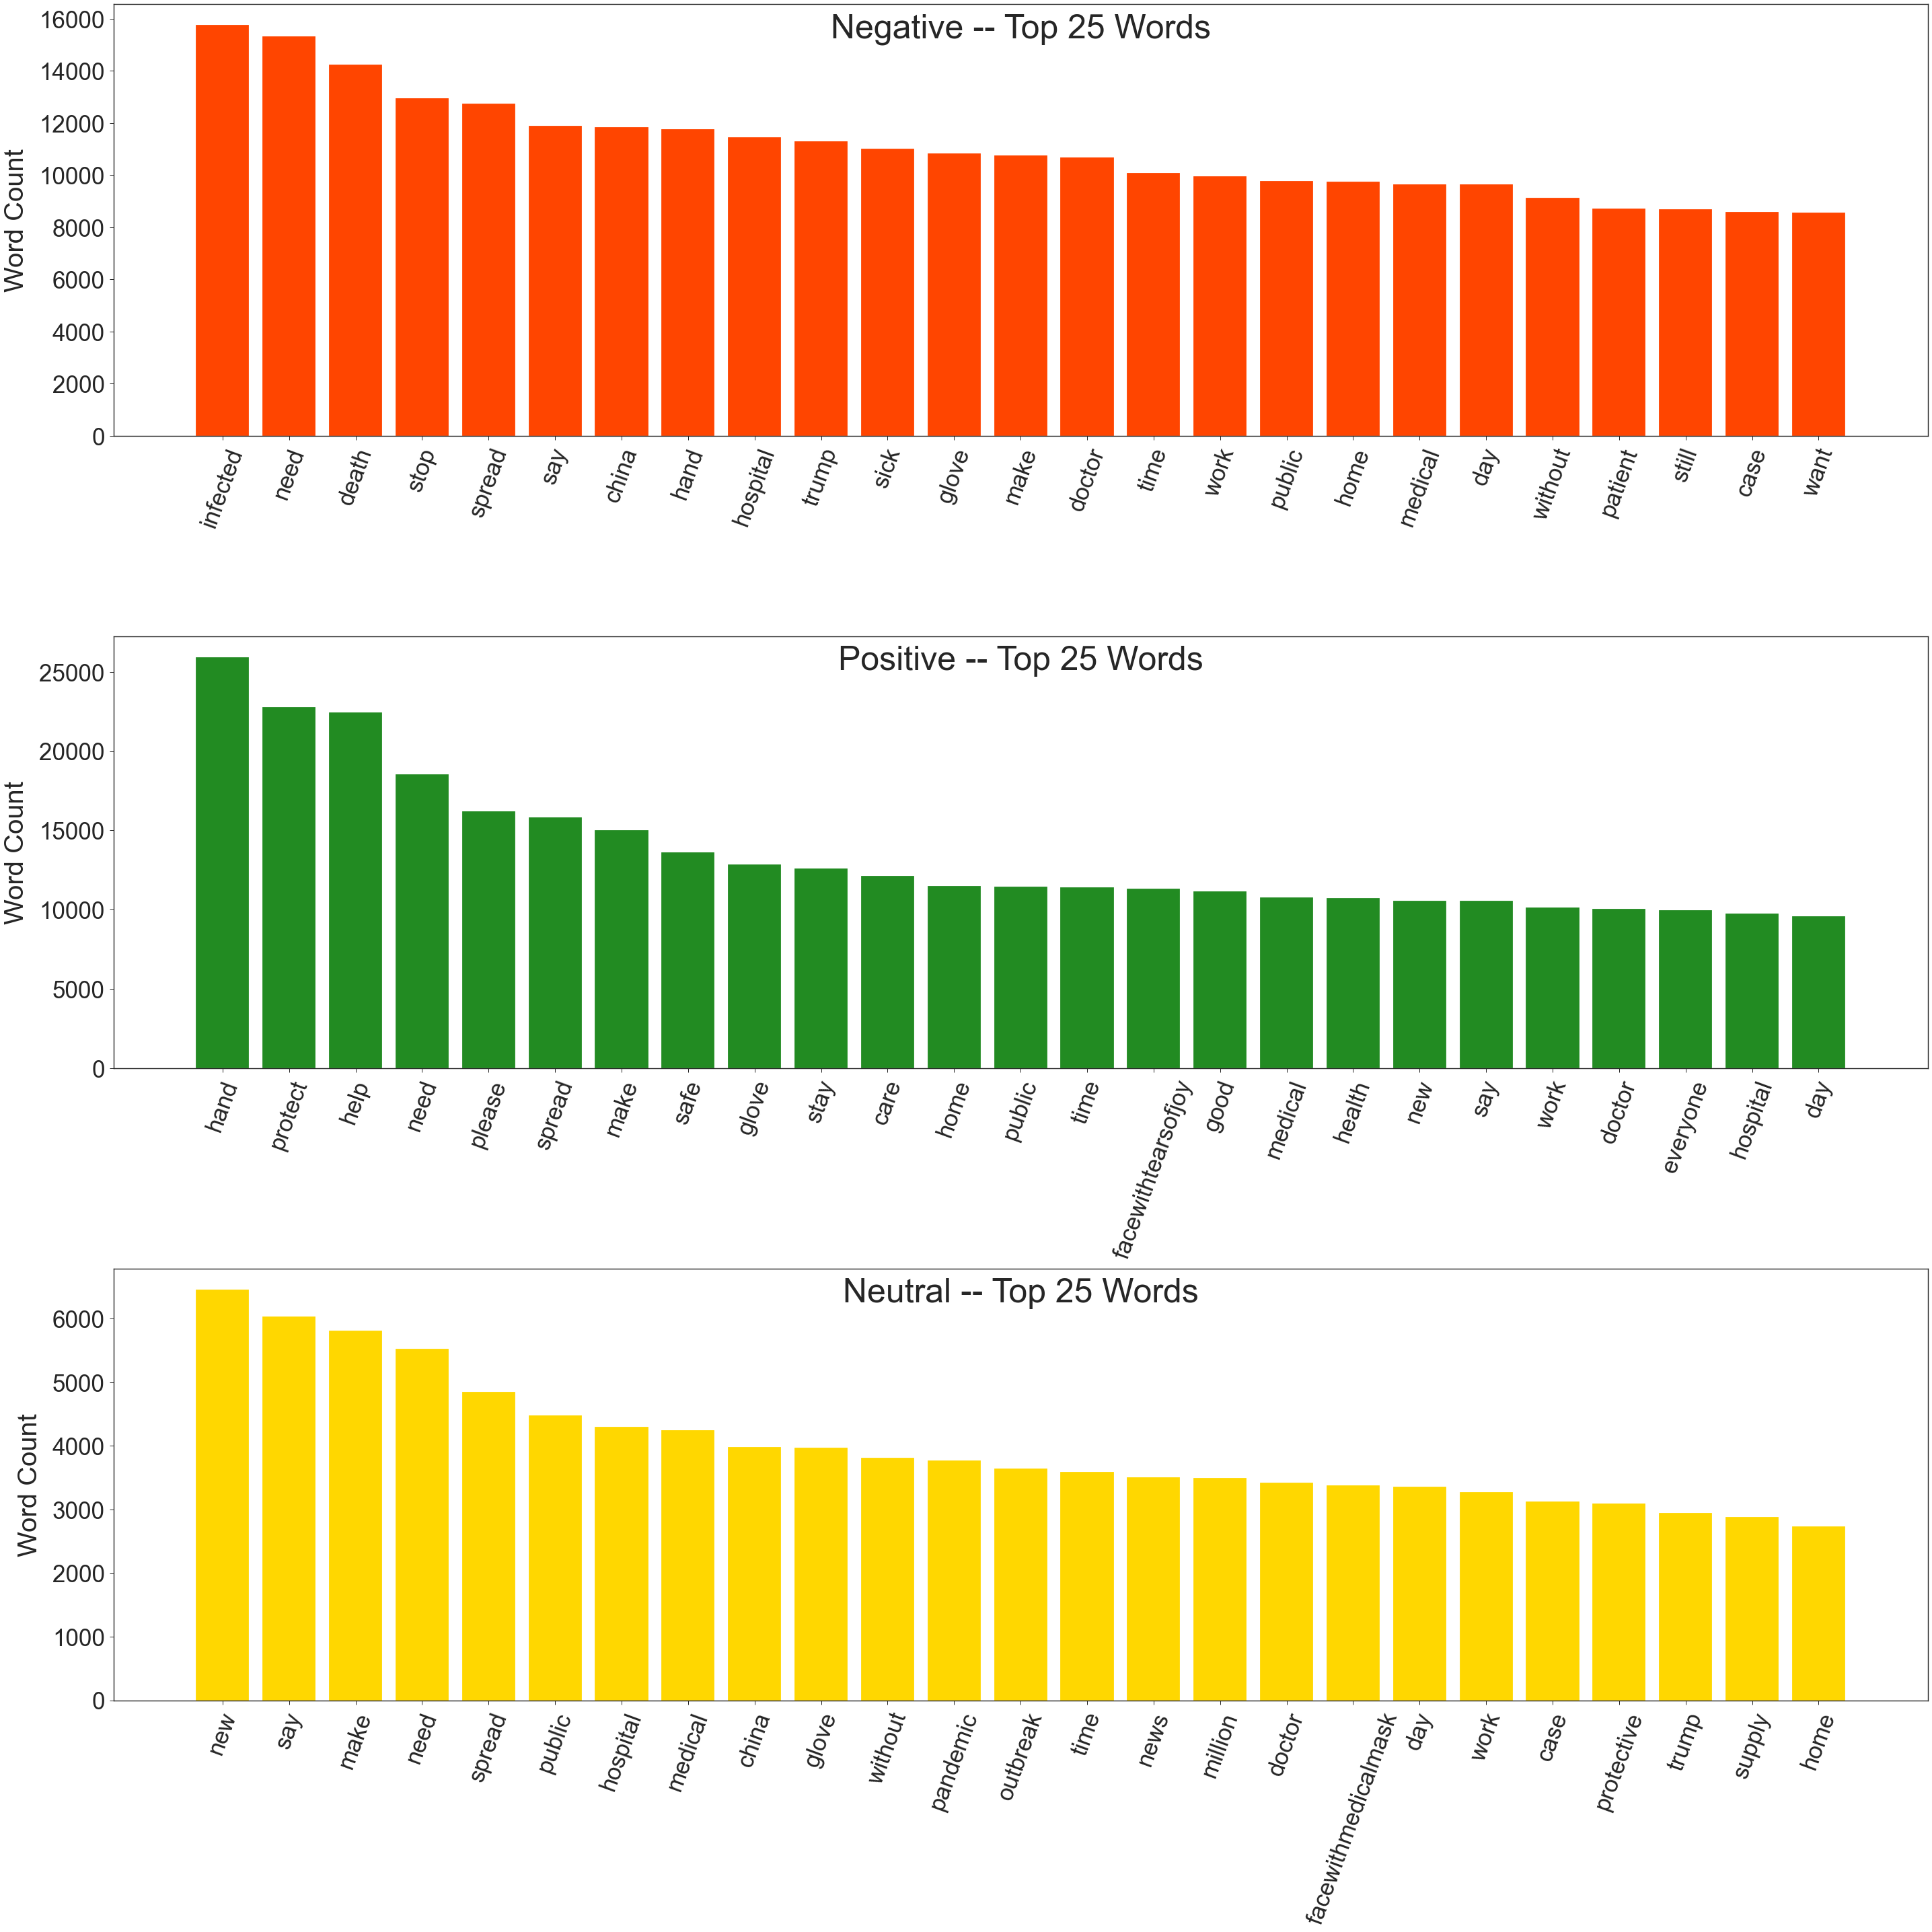 Negative -- Top 25 Words
Word Count
16000
14000
12000
10000
8000
6000
4000
2000
0
infected need death stop spread say china hand hospital trump sick glove make doctor time work public home medical day without patient still case want
Positive -- Top 25 Words
Word Count
25000
20000
15000
10000
5000
0
hand protect help need please spread make safe glove stay care home public time facewithtearsofjoy good medical health new say work doctor everyone hospital day
Neutral -- Top 25 Words
Word Count
6000
5000
4000
3000
2000
1000
0
new say make need spread public hospital medical china glove without pandemic outbreak time news million doctor facewithmedicalmask day work case protective trump supply home